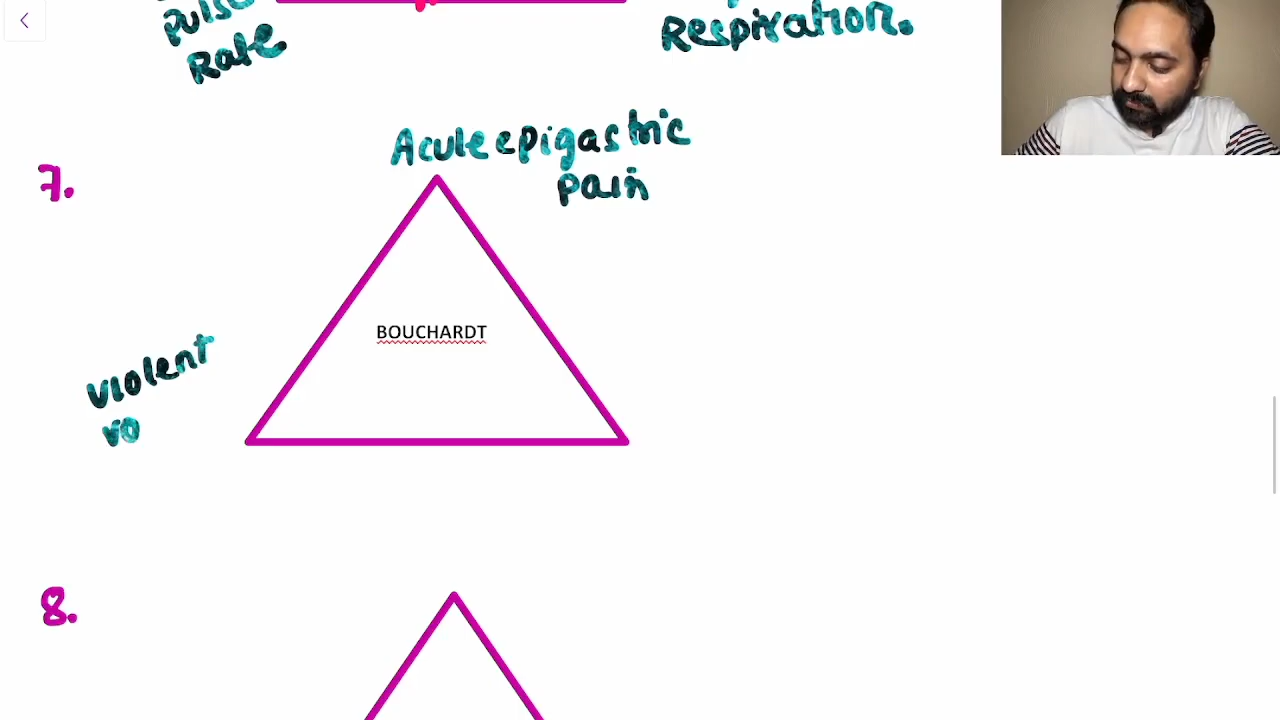 pulse
Rate
Respiration.
7.
Acute epigastric
pain
BOUCHARDT
violent
vo
8.